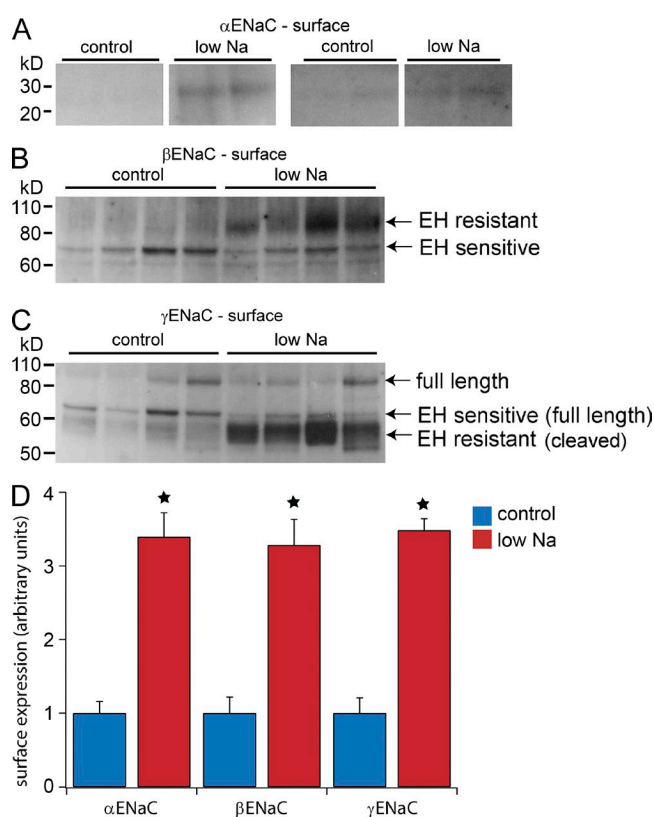 A
αENaC - surface
control low Na control low Na
kD
30
20
B
βENaC - surface
control low Na
kD
110
80
60
EH resistant
EH sensitive
C
γENaC - surface
control low Na
kD
110
80
60
50
full length
EH sensitive (full length)
EH resistant (cleaved)
D
surface expression (arbitrary units)
4
3
2
1
0
control
low Na
αENaC βENaC γENaC